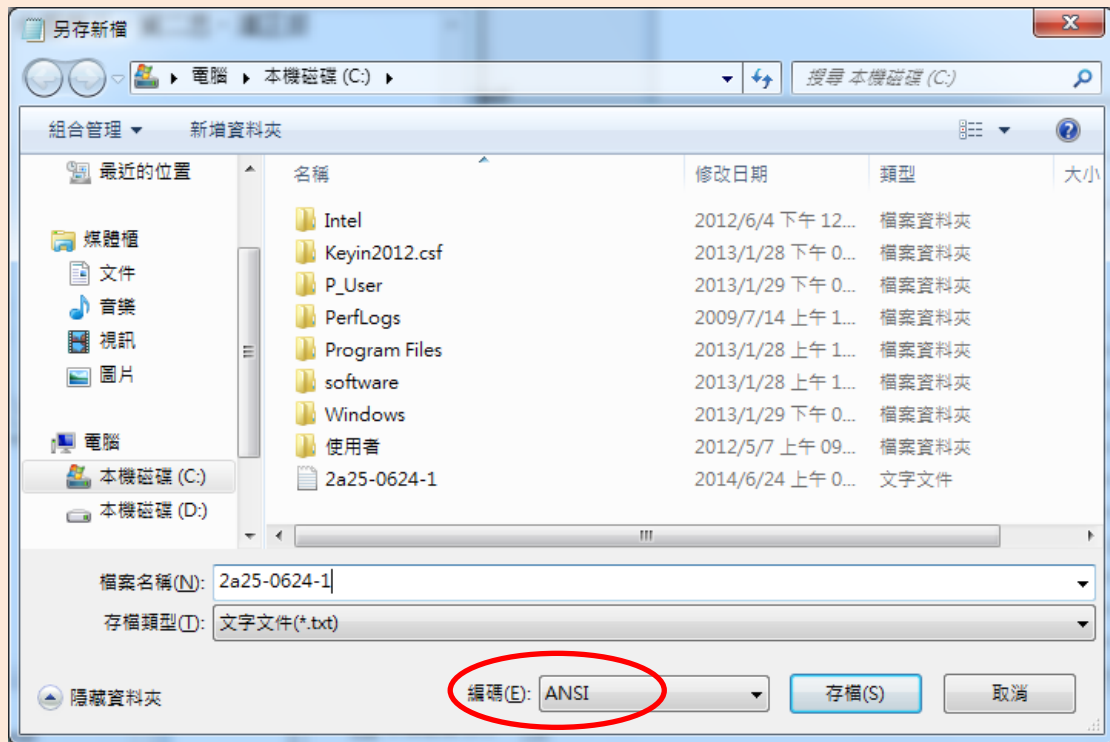 另存新檔
電腦 本機磁碟 (C:)
搜尋 本機磁碟 (C:)
組合管理 新增資料夾
最近的位置
媒體櫃
文件
音樂
視訊
圖片
電腦
本機磁碟 (C:)
本機磁碟 (D:)
名稱 修改日期 類型 大小
Intel 2012/6/4 下午 12... 檔案資料夾
Keyin2012.csf 2013/1/28 下午 0... 檔案資料夾
P_User 2013/1/29 下午 0... 檔案資料夾
PerfLogs 2009/7/14 上午 1... 檔案資料夾
Program Files 2013/1/28 上午 1... 檔案資料夾
software 2013/1/28 上午 1... 檔案資料夾
Windows 2013/1/29 下午 0... 檔案資料夾
使用者 2012/5/7 上午 09... 檔案資料夾
2a25-0624-1 2014/6/24 上午 0... 文字文件
檔案名稱(N): 2a25-0624-1
存檔類型(T): 文字文件(*.txt)
隱藏資料夾 編碼(E): ANSI 存檔(S) 取消